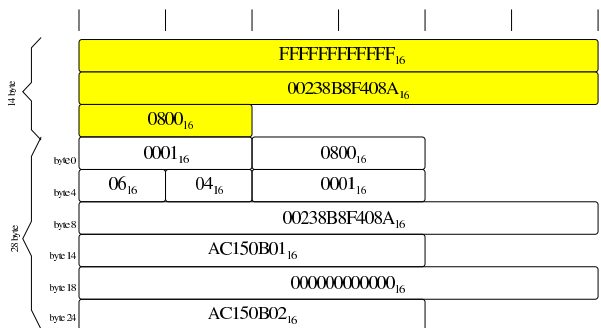 FFFFFFFFFFFF16
14 byte
00238B8F408A16
080016
byte 0 000116 080016
byte 4 0616 0416 000116
byte 8 00238B8F408A16
28 byte
byte 14 AC150B0116
byte 18 00000000000016
byte 24 AC150B0216